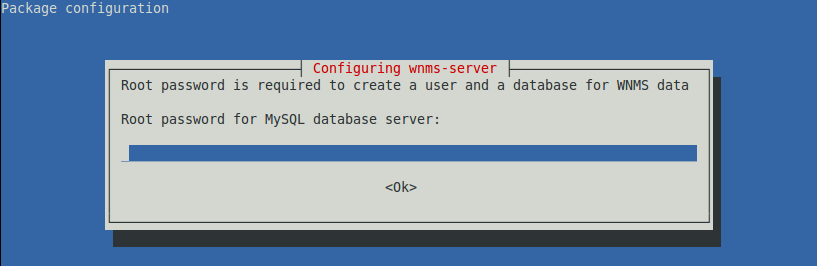 Package configuration
Configuring wnms-server
Root password is required to create a user and a database for WNMS data
Root password for MySQL database server:
<Ok>